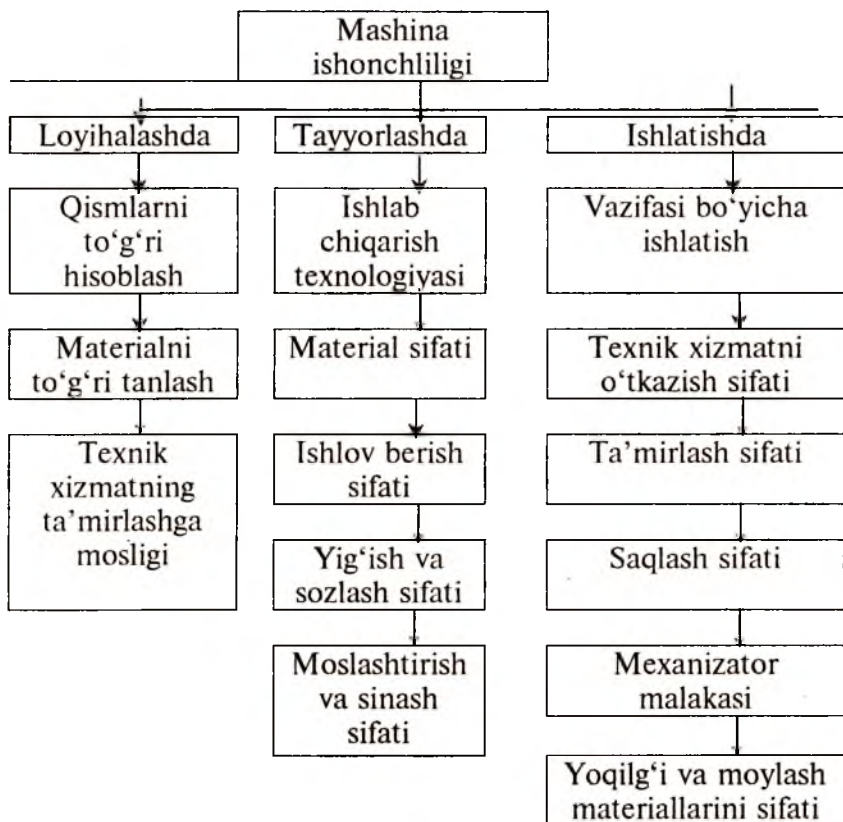 Mashina
ishonchliligi
Loyihalashda
Qismlarni
to‘g‘ri
hisoblash
Materialni
to‘g‘ri tanlash
Texnik
xizmatning
ta’mirlashga
mosligi
Tayyorlashda
Ishlab
chiqarish
texnologiyasi
Material sifati
Ishlov berish
sifati
Yig‘ish va
sozlash sifati
Moslashtirish
va sinash
sifati
Ishlatishda
Vazifasi bo‘yicha
ishlatish
Texnik xizmatni
o‘tkazish sifati
Ta’mirlash sifati
Saqlash sifati
Mexanizator
malakasi
Yoqilg‘i va moylash
materiallarini sifati